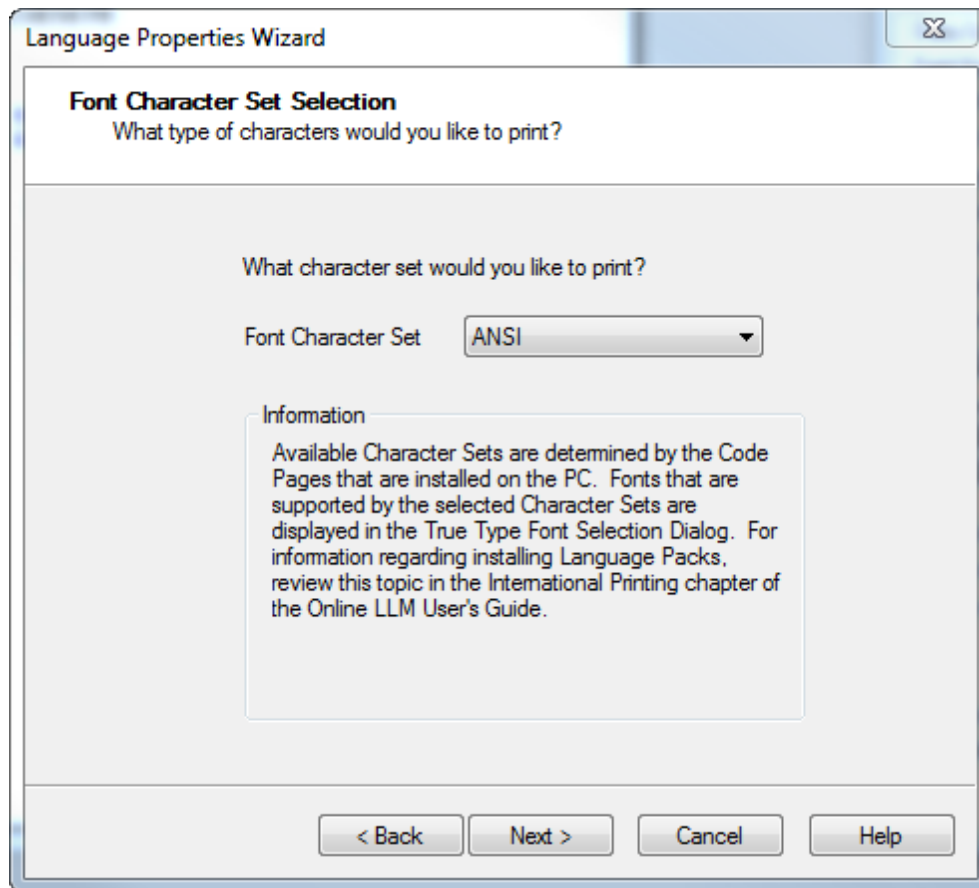 Language Properties Wizard
Font Character Set Selection
What type of characters would you like to print?
What character set would you like to print?
Font Character Set
ANSI
Information
Available Character Sets are determined by the Code
Pages that are installed on the PC.  Fonts that are
supported by the selected Character Sets are
displayed in the True Type Font Selection Dialog.  For
information regarding installing Language Packs,
review this topic in the International Printing chapter of
the Online LLM User's Guide.
< Back
Next >
Cancel
Help